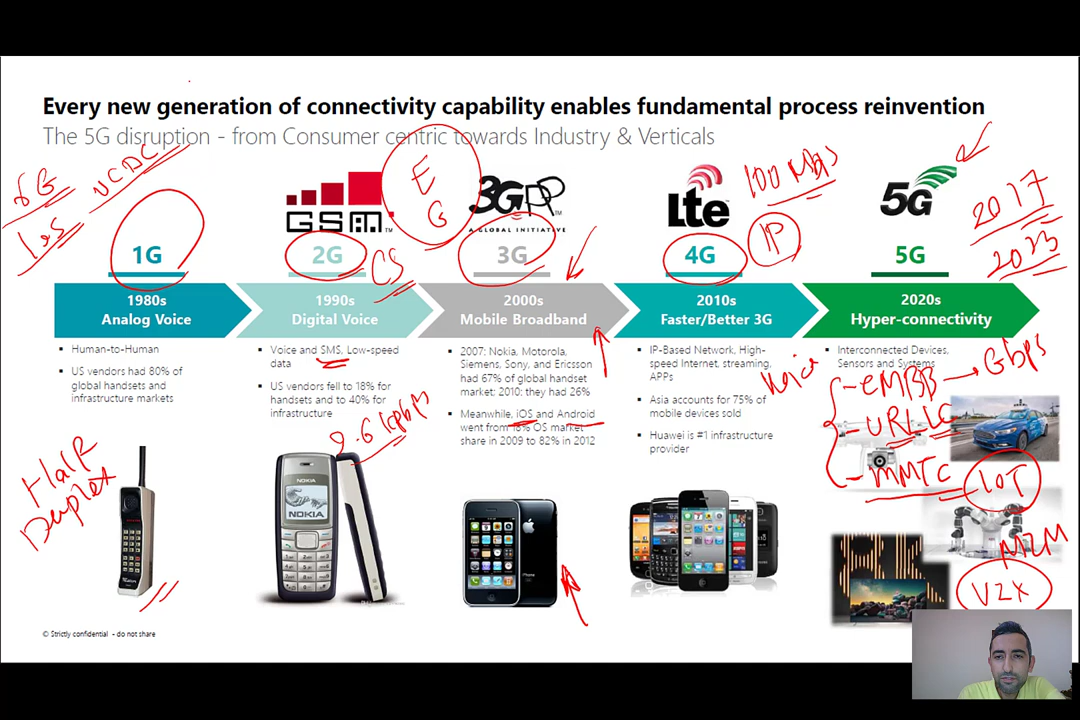 Every new generation of connectivity capability enables fundamental process reinvention
The 5G disruption - from Consumer centric towards Industry & Verticals
E
G
GSM
TM
3GPP
TM
A GLOBAL INITIATIVE
Lte
100 Mbps
IP
5G
2017
2023
1G
2G
CS
3G
4G
5G
1980s
Analog Voice
1990s
Digital Voice
2000s
Mobile Broadband
2010s
Faster/Better 3G
2020s
Hyper-connectivity
▪ Human-to-Human
▪ US vendors had 80% of
global handsets and
infrastructure markets
Half
Duplex
▪ Voice and SMS, Low-speed
data
▪ US vendors fell to 18% for
handsets and to 40% for
infrastructure
9.6 kbps
NOKIA
NOKIA
▪ 2007: Nokia, Motorola,
Siemens, Sony, and Ericsson
had 67% of global handset
market; 2010: they had 26%
▪ Meanwhile, iOS and Android
went from 18% OS market
share in 2009 to 82% in 2012
▪ IP-Based Network, High-
speed Internet, streaming,
APPs
▪ Asia accounts for 75% of
mobile devices sold
▪ Huawei is #1 infrastructure
provider
Voice
▪ Interconnected Devices,
Sensors and Systems
- eMBB → Gbps
- URLLC
- mMTC
IoT
M2M
V2X
© Strictly confidential - do not share